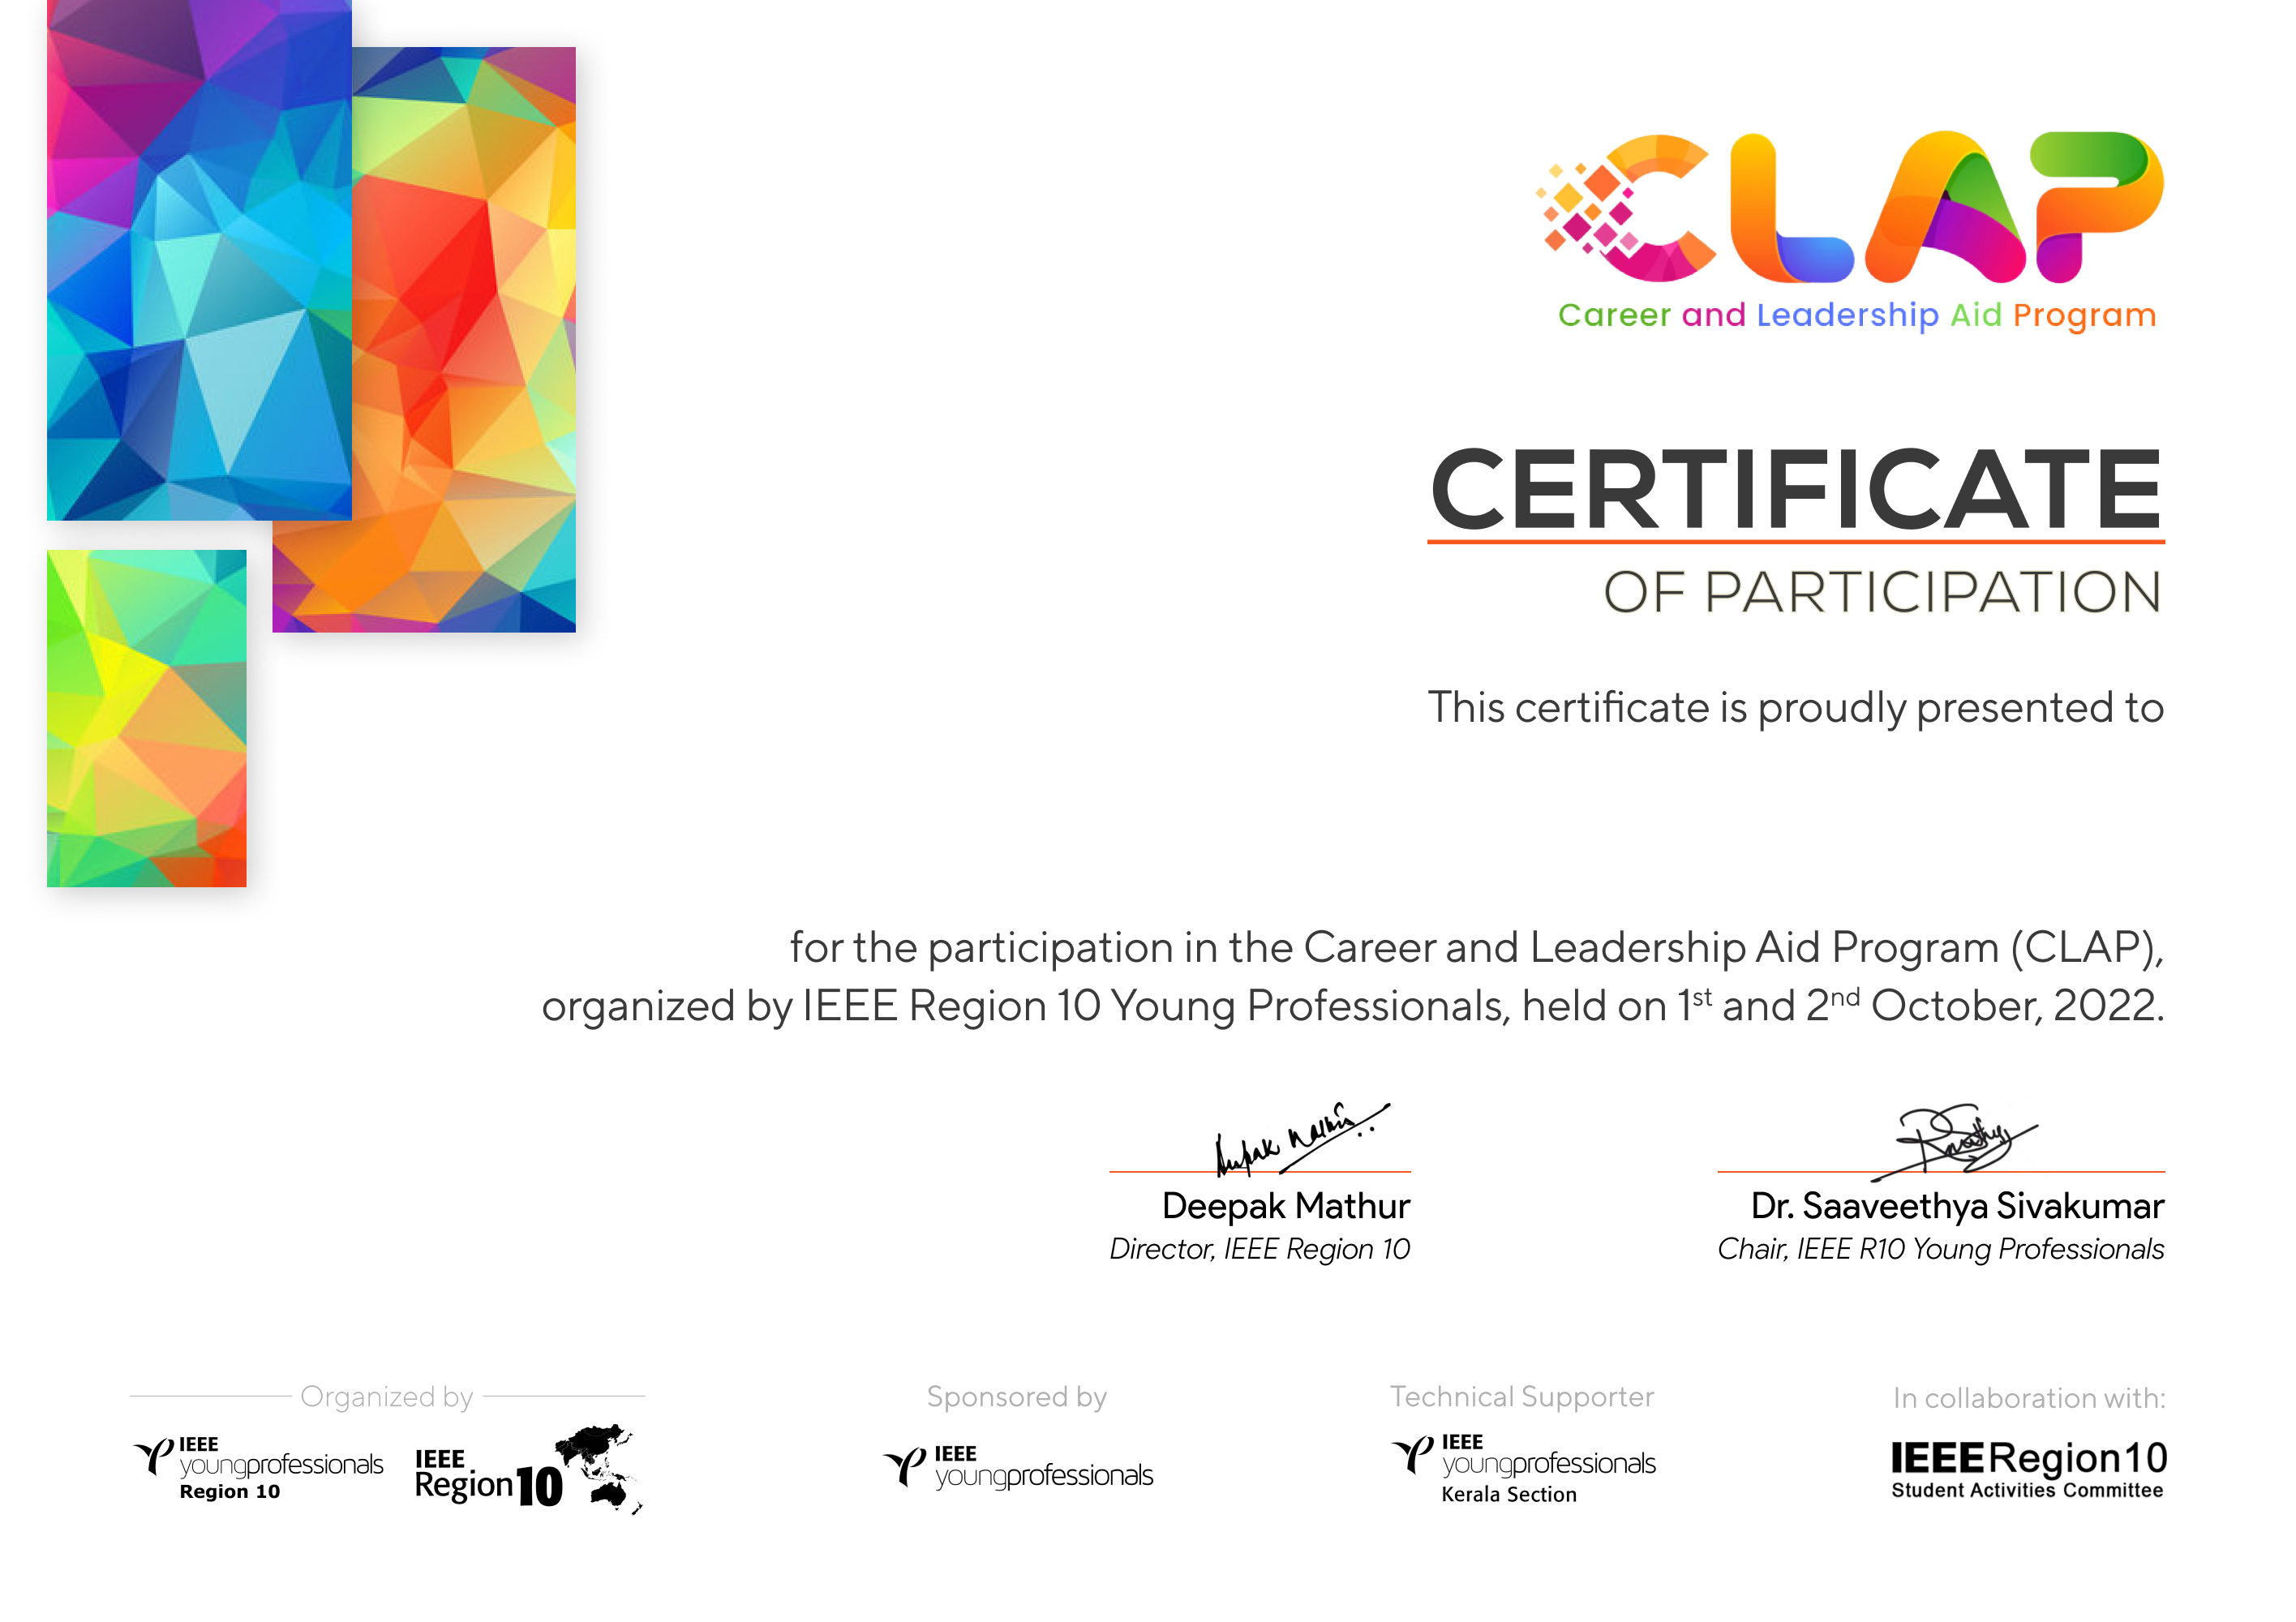 CLAP
Career and Leadership Aid Program
CERTIFICATE
OF PARTICIPATION
This certificate is proudly presented to
for the participation in the Career and Leadership Aid Program (CLAP),
organized by IEEE Region 10 Young Professionals, held on 1st and 2nd October, 2022.
Deepak Mathur
Deepak Mathur
Director, IEEE Region 10
Dr. Saaveethya Sivakumar
Chair, IEEE R10 Young Professionals
Organized by
IEEE
youngprofessionals
Region 10
IEEE
Region 10
Sponsored by
IEEE
youngprofessionals
Technical Supporter
IEEE
youngprofessionals
Kerala Section
In collaboration with:
IEEE Region 10
Student Activities Committee